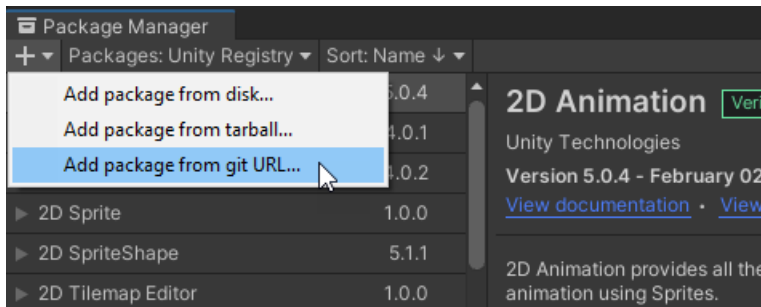 Package Manager
Packages: Unity Registry Sort: Name ↓
Add package from disk...
Add package from tarball...
Add package from git URL...
5.0.4
4.0.1
4.0.2
2D Sprite 1.0.0
2D SpriteShape 5.1.1
2D Tilemap Editor 1.0.0
2D Animation Veri
Unity Technologies
Version 5.0.4 - February 02
View documentation • View
2D Animation provides all the
animation using Sprites.